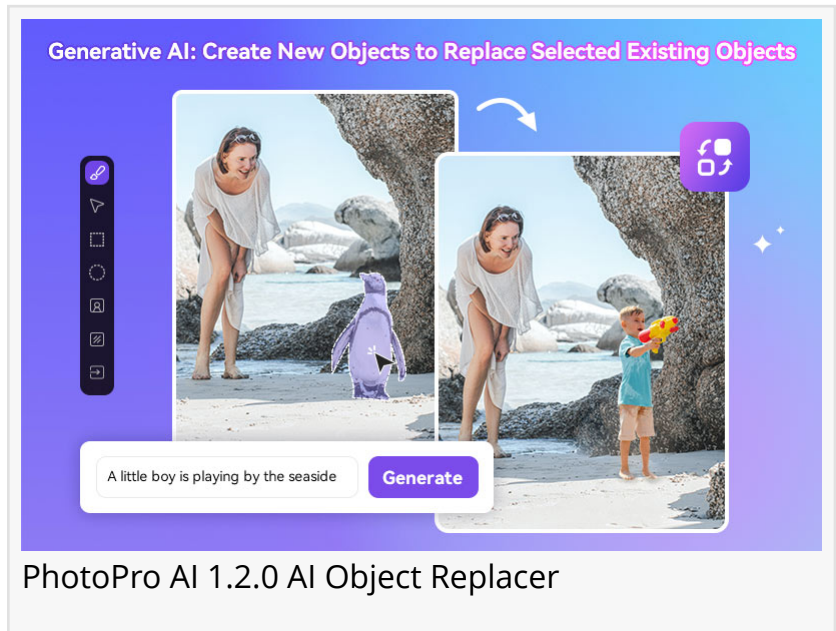 Generative AI: Create New Objects to Replace Selected Existing Objects
A little boy is playing by the seaside
Generate
PhotoPro AI 1.2.0 AI Object Replacer